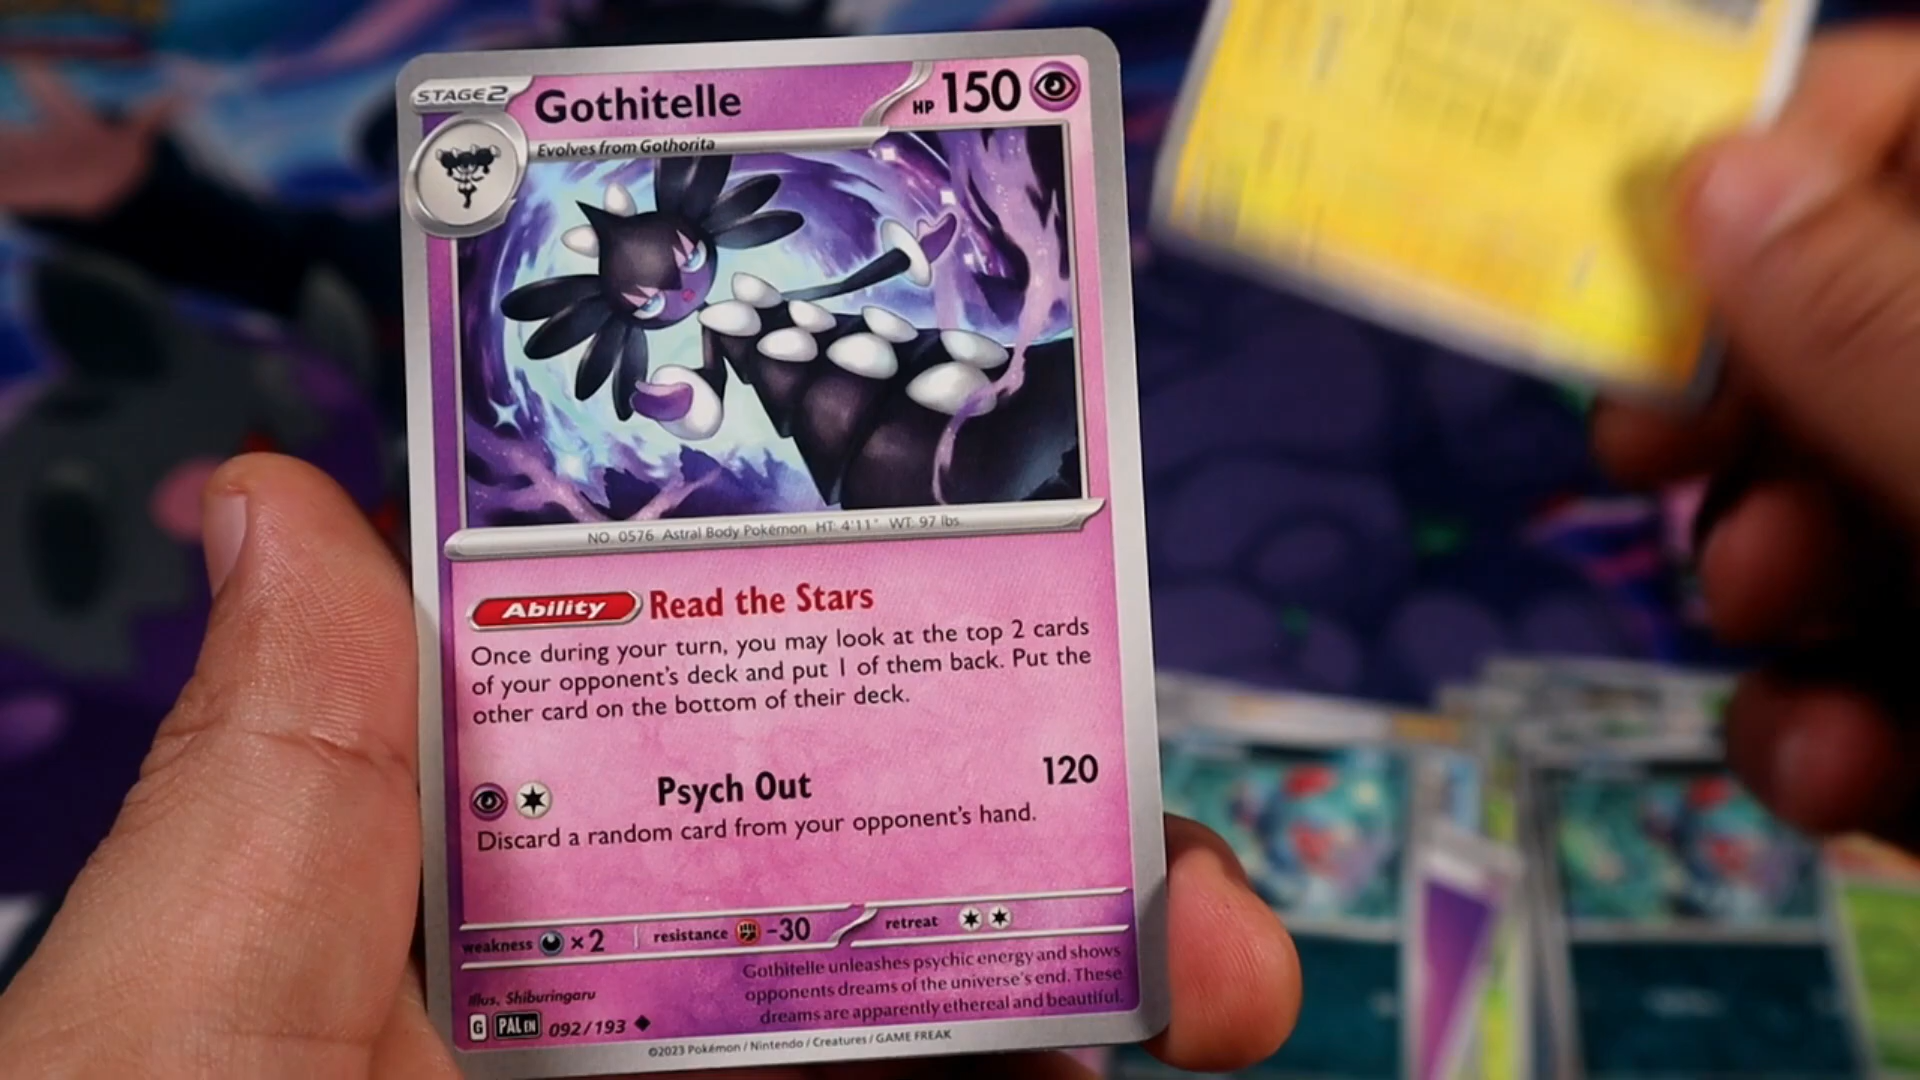 STAGE2
Gothitelle
HP 150
Evolves from Gothorita
NO. 0576 Astral Body Pokémon HT: 4'11" WT: 97 lbs.
Ability Read the Stars
Once during your turn, you may look at the top 2 cards
of your opponent's deck and put 1 of them back. Put the
other card on the bottom of their deck.
Psych Out 120
Discard a random card from your opponent's hand.
weakness ×2 resistance -30 retreat
Gothitelle unleashes psychic energy and shows
opponents dreams of the universe's end. These
dreams are apparently ethereal and beautiful.
Illus. Shiburingaru
G PAL EN 092/193
©2023 Pokémon / Nintendo / Creatures / GAME FREAK